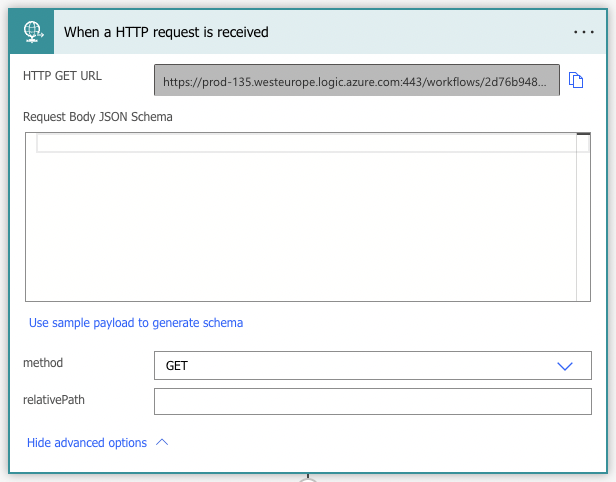 When a HTTP request is received
HTTP GET URL
https://prod-135.westeurope.logic.azure.com:443/workflows/2d76b948...
Request Body JSON Schema
Use sample payload to generate schema
method
GET
relativePath
Hide advanced options